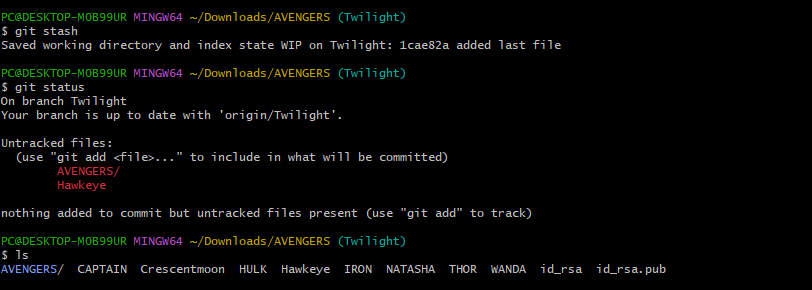 PC@DESKTOP-MOB99UR MINGW64 ~/Downloads/AVENGERS (Twilight)
$ git stash
Saved working directory and index state WIP on Twilight: 1cae82a added last file
PC@DESKTOP-MOB99UR MINGW64 ~/Downloads/AVENGERS (Twilight)
$ git status
On branch Twilight
Your branch is up to date with 'origin/Twilight'.
Untracked files:
(use "git add <file>..." to include in what will be committed)
AVENGERS/
Hawkeye
nothing added to commit but untracked files present (use "git add" to track)
PC@DESKTOP-MOB99UR MINGW64 ~/Downloads/AVENGERS (Twilight)
$ ls
AVENGERS/ CAPTAIN Crescentmoon HULK Hawkeye IRON NATASHA THOR WANDA id_rsa id_rsa.pub